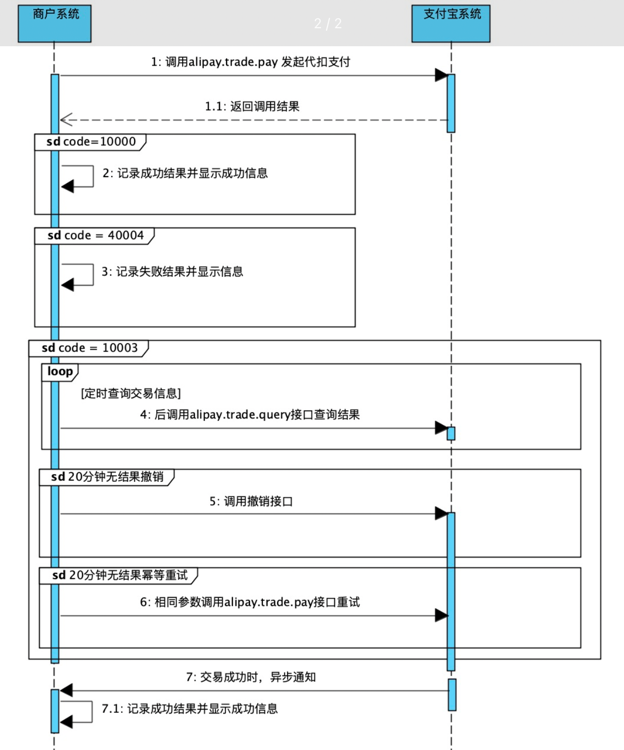 商户系统
2 / 2
支付宝系统
1: 调用alipay.trade.pay 发起代扣支付
1.1: 返回调用结果
sd code=10000
2: 记录成功结果并显示成功信息
sd code = 40004
3: 记录失败结果并显示信息
sd code = 10003
loop
[定时查询交易信息]
4: 后调用alipay.trade.query接口查询结果
sd 20分钟无结果撤销
5: 调用撤销接口
sd 20分钟无结果幂等重试
6: 相同参数调用alipay.trade.pay接口重试
7: 交易成功时，异步通知
7.1: 记录成功结果并显示成功信息